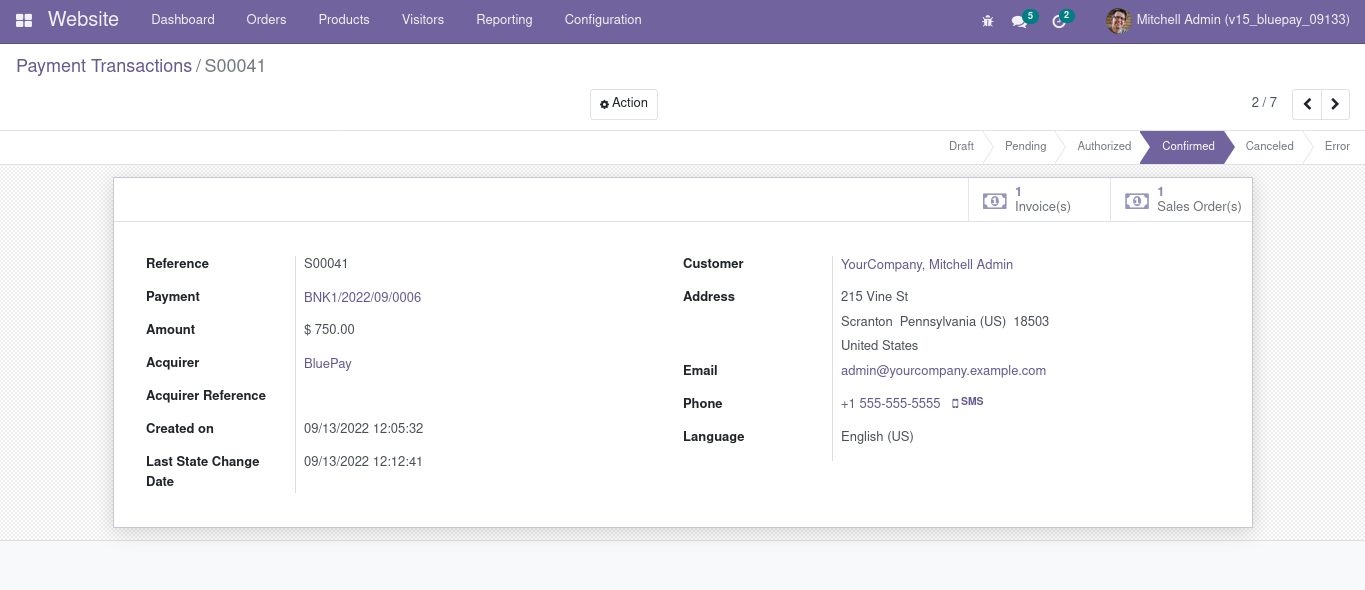 Website Dashboard Orders Products Visitors Reporting Configuration 5 2 Mitchell Admin (v15_bluepay_09133)
Payment Transactions / S00041
Action 2 / 7
Draft Pending Authorized Confirmed Canceled Error
1
Invoice(s)
1
Sales Order(s)
Reference S00041
Payment BNK1/2022/09/0006
Amount $ 750.00
Acquirer BluePay
Acquirer Reference
Created on 09/13/2022 12:05:32
Last State Change
Date
09/13/2022 12:12:41
Customer YourCompany, Mitchell Admin
Address 215 Vine St
Scranton Pennsylvania (US) 18503
United States
Email admin@yourcompany.example.com
Phone +1 555-555-5555 SMS
Language English (US)